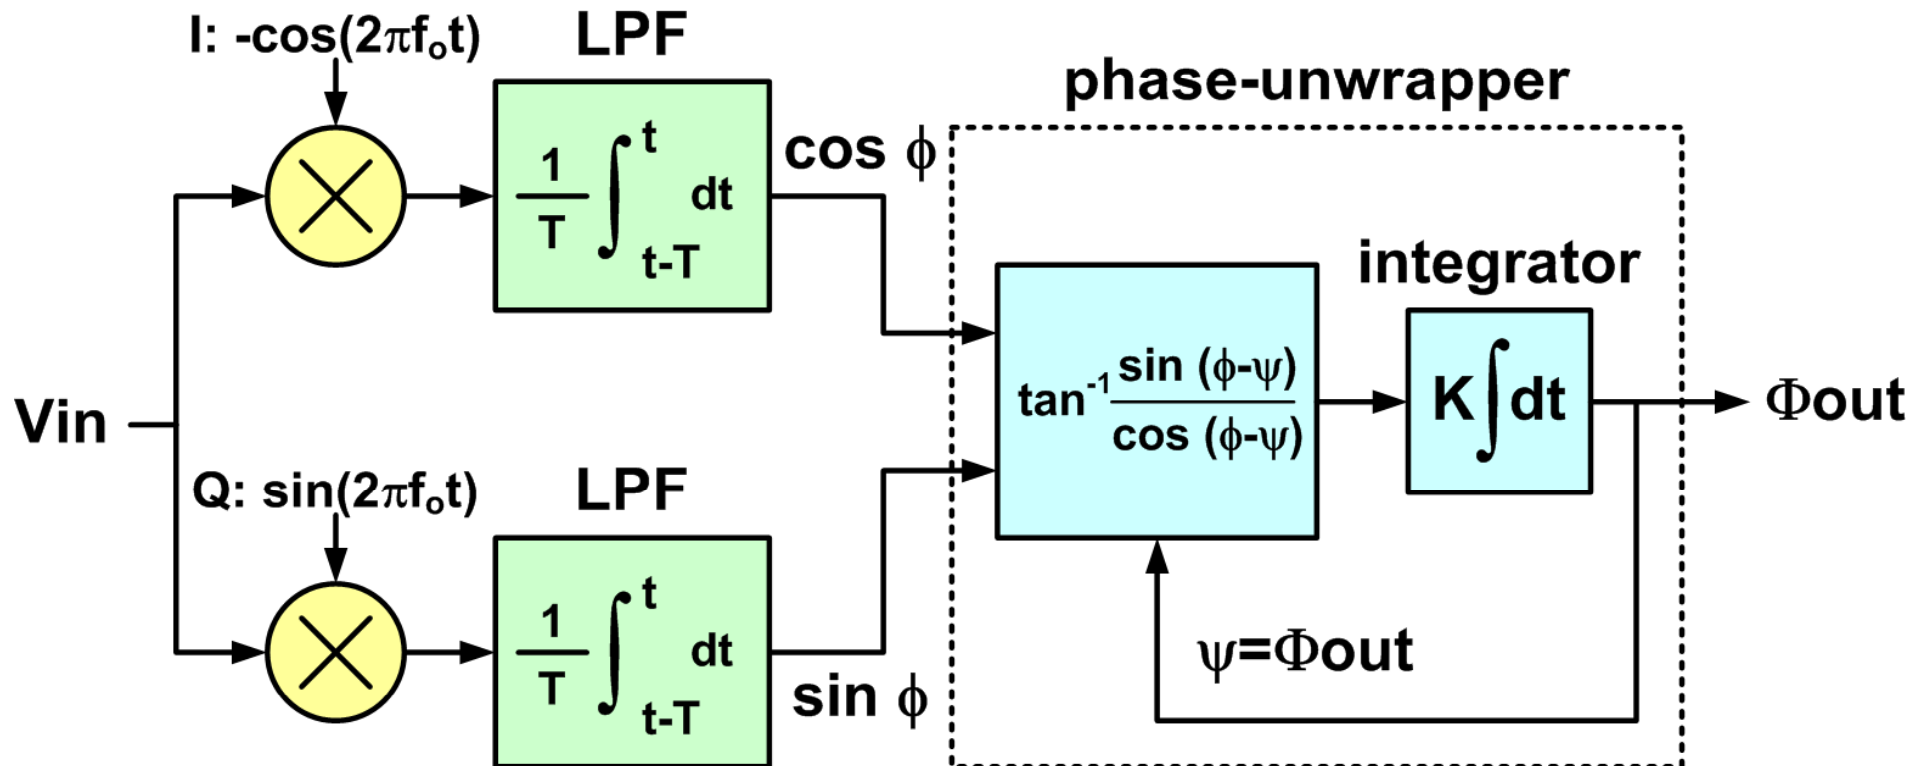 I: -cos(2πfₒt)
LPF
1/T ∫ t t-T dt
cos ϕ
phase-unwrapper
integrator
tan⁻¹ sin (ϕ-ψ) / cos (ϕ-ψ)
K∫dt
Φout
Vin
Q: sin(2πfₒt)
LPF
1/T ∫ t t-T dt
sin ϕ
ψ=Φout